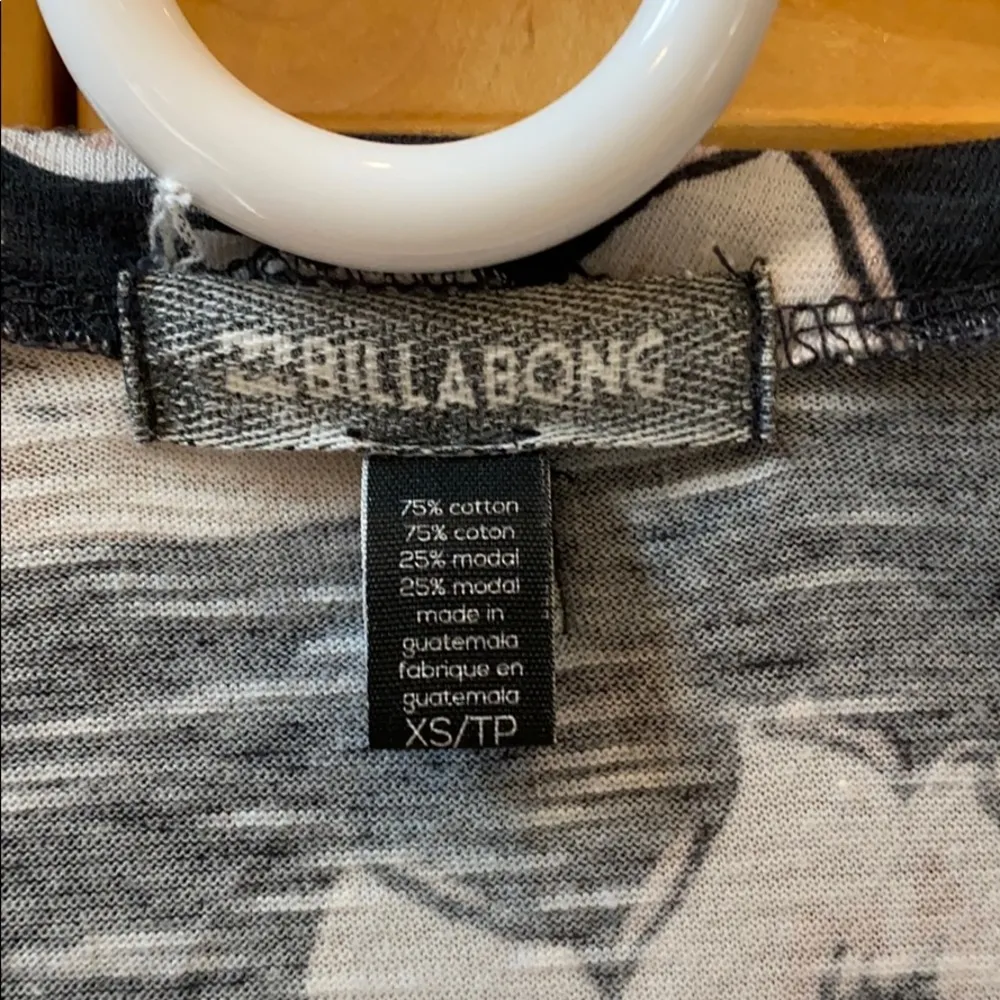 BILLABONG
75% cotton
75% coton
25% modal
25% modal
made in
guatemala
fabrique en
guatemala
XS/TP